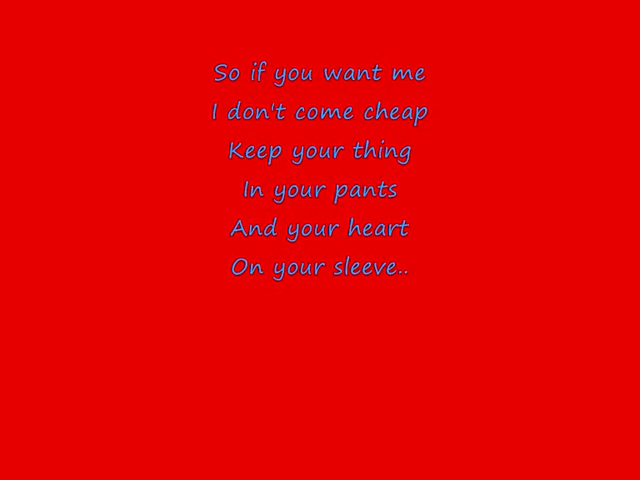 So if you want me
I don't come cheap
Keep your thing
In your pants
And your heart
On your sleeve..